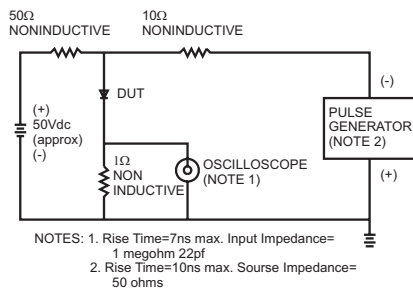 50Ω
NONINDUCTIVE
10Ω
NONINDUCTIVE
(+)
50Vdc
(approx)
(-)
DUT
1Ω
NON
INDUCTIVE
OSCILLOSCOPE
(NOTE 1)
(-)
PULSE
GENERATOR
(NOTE 2)
(+)
NOTES: 1. Rise Time=7ns max. Input Impedance=
1 megohm 22pf
2. Rise Time=10ns max. Sourse Impedance=
50 ohms